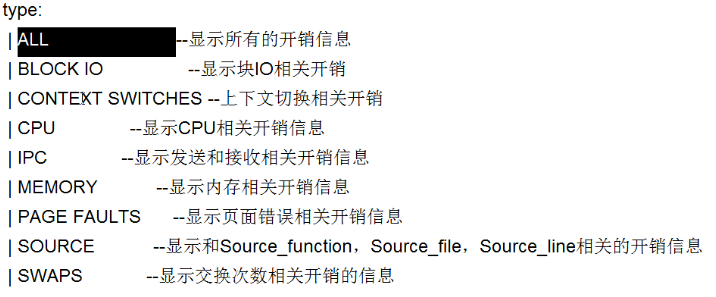 type:
| ALL --显示所有的开销信息
| BLOCK IO --显示块IO相关开销
| CONTEXT SWITCHES --上下文切换相关开销
| CPU --显示CPU相关开销信息
| IPC --显示发送和接收相关开销信息
| MEMORY --显示内存相关开销信息
| PAGE FAULTS --显示页面错误相关开销信息
| SOURCE --显示和Source_function，Source_file，Source_line相关的开销信息
| SWAPS --显示交换次数相关开销的信息